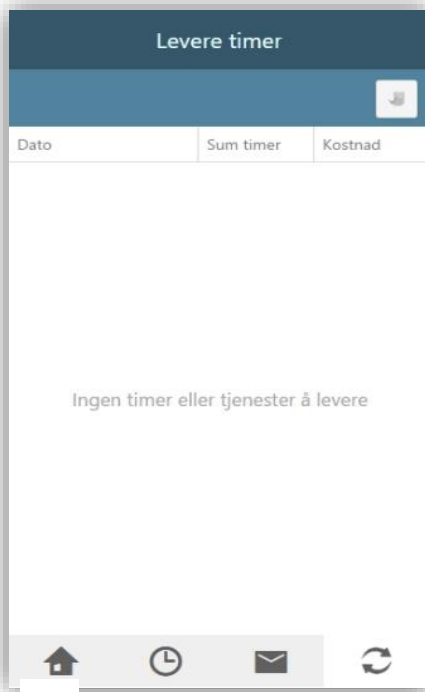 Levere timer
Dato Sum timer Kostnad
Ingen timer eller tjenester å levere